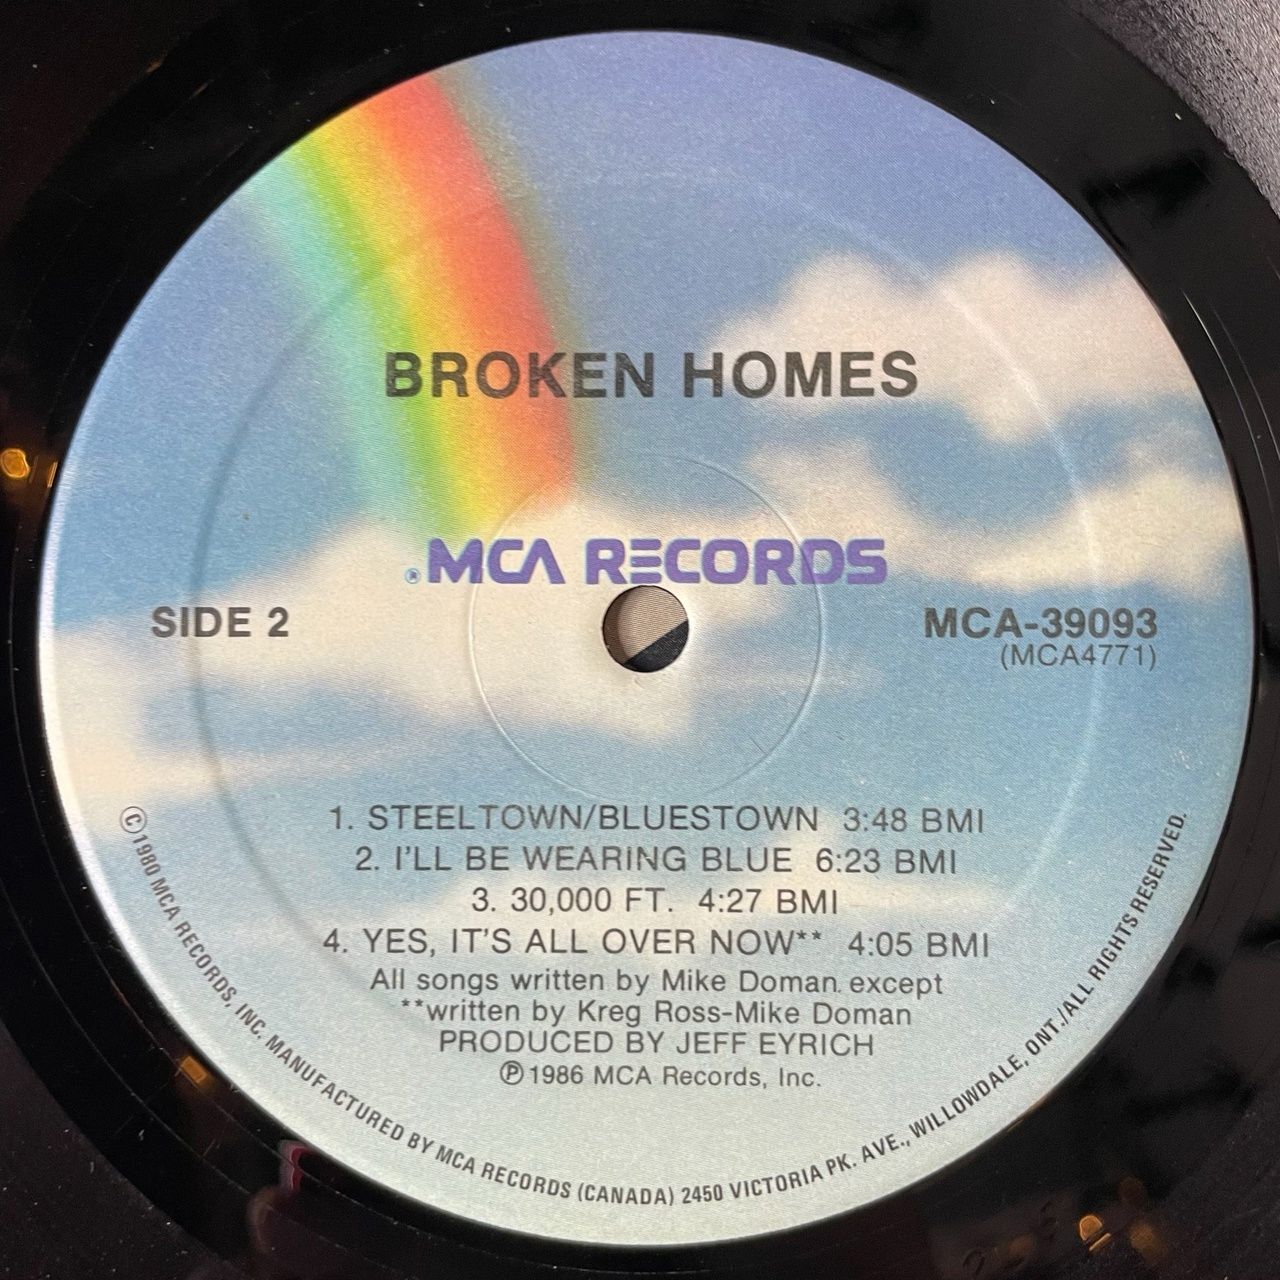 BROKEN HOMES
®MCA RECORDS
SIDE 2
MCA-39093
(MCA4771)
1. STEELTOWN/BLUESTOWN 3:48 BMI
2. I'LL BE WEARING BLUE 6:23 BMI
3. 30,000 FT. 4:27 BMI
4. YES, IT'S ALL OVER NOW** 4:05 BMI
All songs written by Mike Doman except
**written by Kreg Ross-Mike Doman
PRODUCED BY JEFF EYRICH
℗1986 MCA Records, Inc.
©1980 MCA RECORDS, INC. MANUFACTURED BY MCA RECORDS (CANADA) 2450 VICTORIA PK. AVE., WILLOWDALE, ONT./ALL RIGHTS RESERVED.